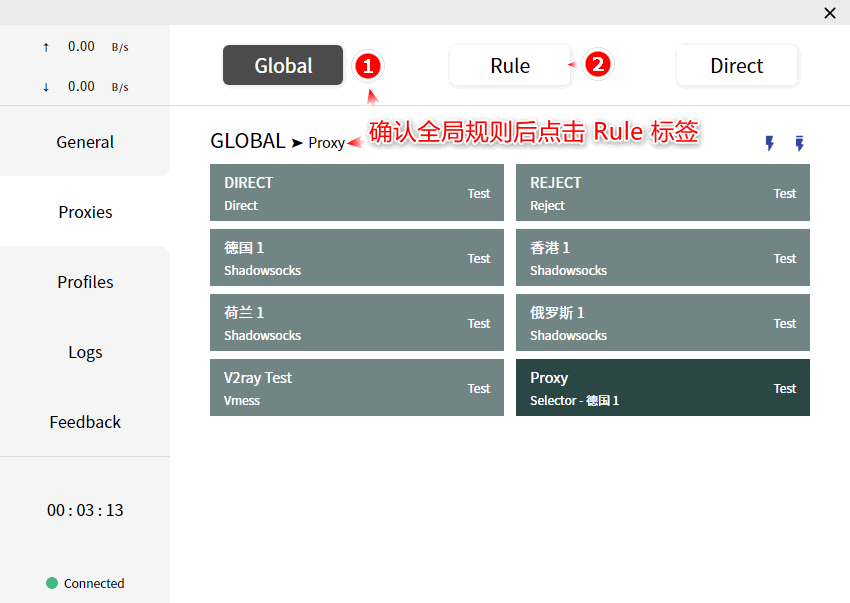 ↑ 0.00 B/s
↓ 0.00 B/s
General
Proxies
Profiles
Logs
Feedback
00 : 03 : 13
Connected
Global 1 Rule 2 Direct
确认全局规则后点击 Rule 标签
GLOBAL ➤ Proxy
DIRECT
Direct
Test
REJECT
Reject
Test
德国 1
Shadowsocks
Test
香港 1
Shadowsocks
Test
荷兰 1
Shadowsocks
Test
俄罗斯 1
Shadowsocks
Test
V2ray Test
Vmess
Test
Proxy
Selector - 德国 1
Test